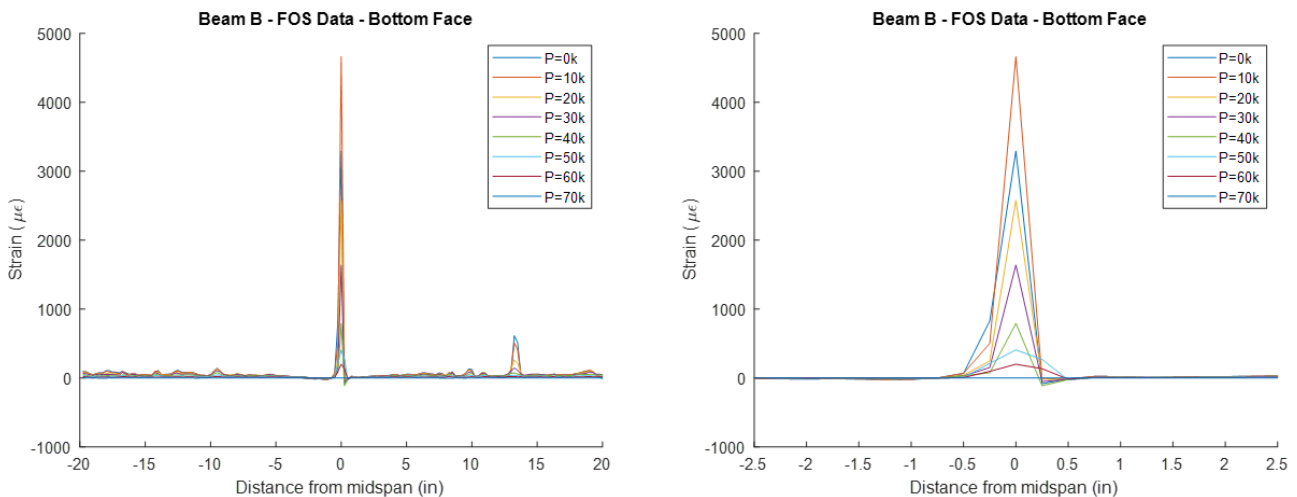 Beam B - FOS Data - Bottom Face
5000
4000
3000
2000
1000
0
-1000
Strain ( με)
-20
-15
-10
-5
0
5
10
15
20
Distance from midspan (in)
P=0k
P=10k
P=20k
P=30k
P=40k
P=50k
P=60k
P=70k
Beam B - FOS Data - Bottom Face
5000
4000
3000
2000
1000
0
-1000
Strain ( με)
-2.5
-2
-1.5
-1
-0.5
0
0.5
1
1.5
2
2.5
Distance from midspan (in)
P=0k
P=10k
P=20k
P=30k
P=40k
P=50k
P=60k
P=70k